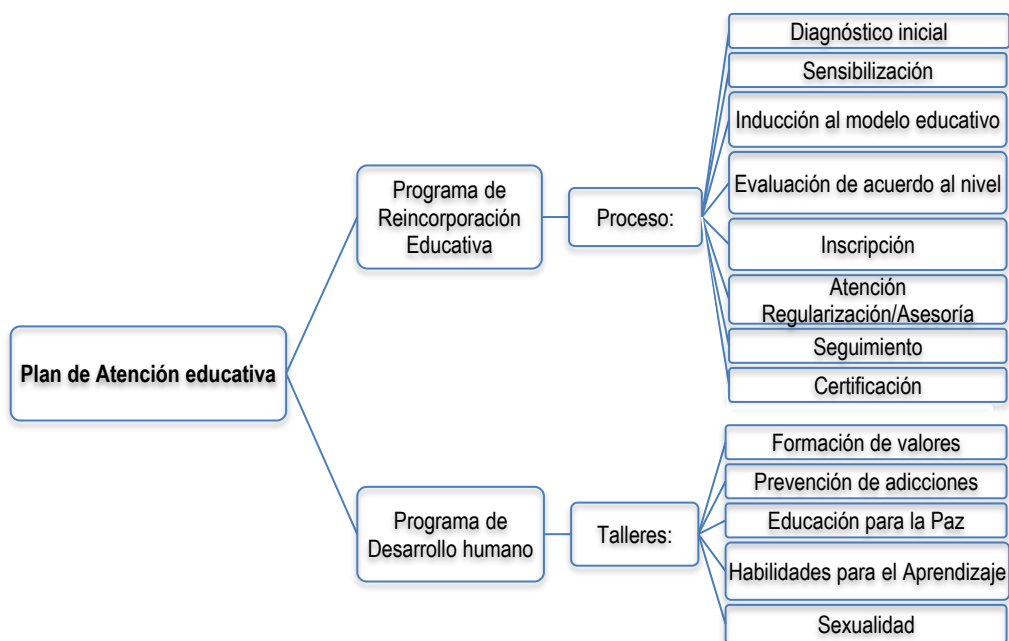 Plan de Atención educativa
Programa de
Reincorporación
Educativa
Proceso:
Diagnóstico inicial
Sensibilización
Inducción al modelo educativo
Evaluación de acuerdo al nivel
Inscripción
Atención
Regularización/Asesoría
Seguimiento
Certificación
Programa de
Desarrollo humano
Talleres:
Formación de valores
Prevención de adicciones
Educación para la Paz
Habilidades para el Aprendizaje
Sexualidad